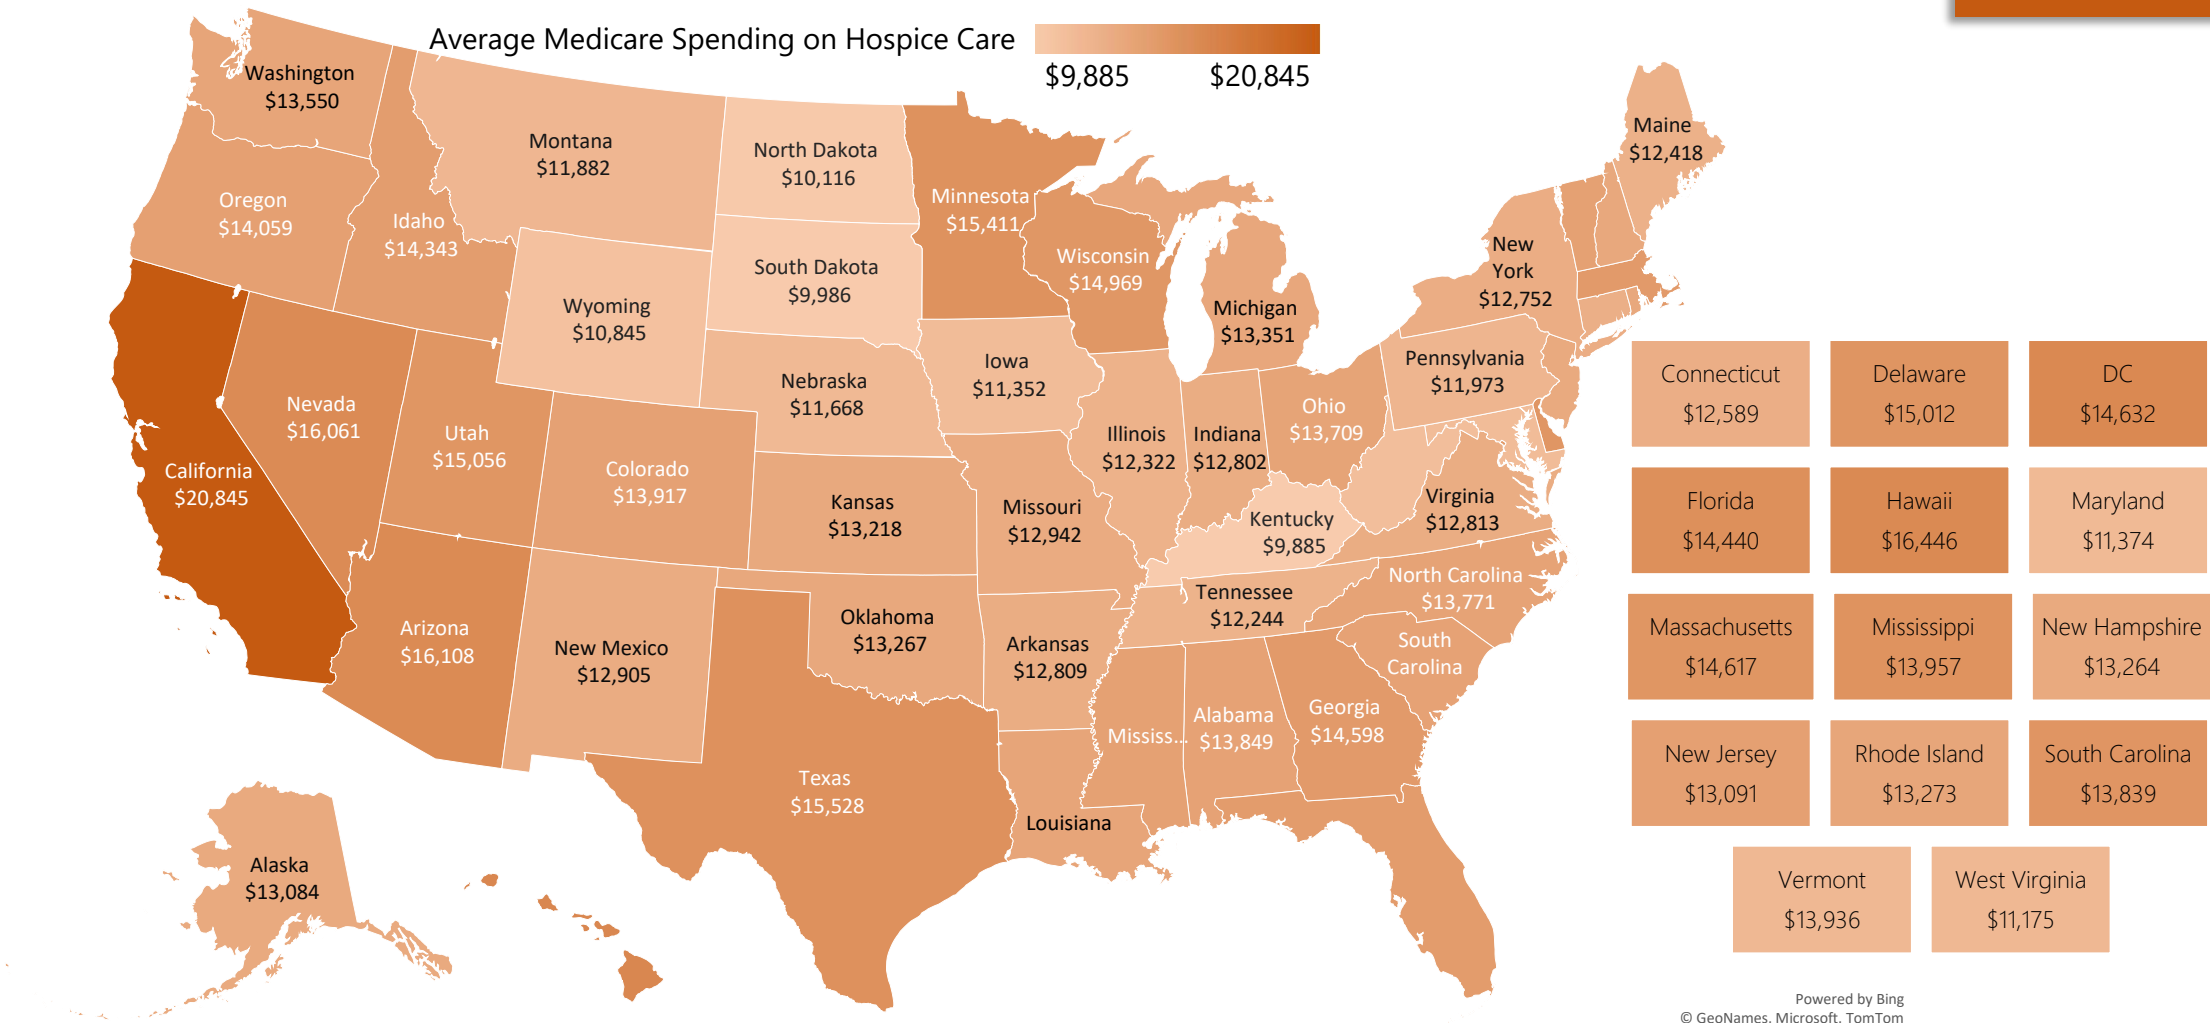 Average Medicare Spending on Hospice Care
$9,885 $20,845
Washington
$13,550
Oregon
$14,059
Idaho
$14,343
Montana
$11,882
North Dakota
$10,116
Minnesota
$15,411
South Dakota
$9,986
Wisconsin
$14,969
Wyoming
$10,845
Michigan
$13,351
Maine
$12,418
New
York
$12,752
Pennsylvania
$11,973
Iowa
$11,352
Nebraska
$11,668
Nevada
$16,061
Utah
$15,056
California
$20,845
Colorado
$13,917
Kansas
$13,218
Missouri
$12,942
Illinois
$12,322
Indiana
$12,802
Ohio
$13,709
Kentucky
$9,885
Virginia
$12,813
North Carolina
$13,771
Tennessee
$12,244
South
Carolina
Arizona
$16,108
New Mexico
$12,905
Oklahoma
$13,267
Arkansas
$12,809
Mississ...
Alabama
$13,849
Georgia
$14,598
Texas
$15,528
Louisiana
Alaska
$13,084
Connecticut
$12,589
Delaware
$15,012
DC
$14,632
Florida
$14,440
Hawaii
$16,446
Maryland
$11,374
Massachusetts
$14,617
Mississippi
$13,957
New Hampshire
$13,264
New Jersey
$13,091
Rhode Island
$13,273
South Carolina
$13,839
Vermont
$13,936
West Virginia
$11,175
Powered by Bing
© GeoNames, Microsoft, TomTom